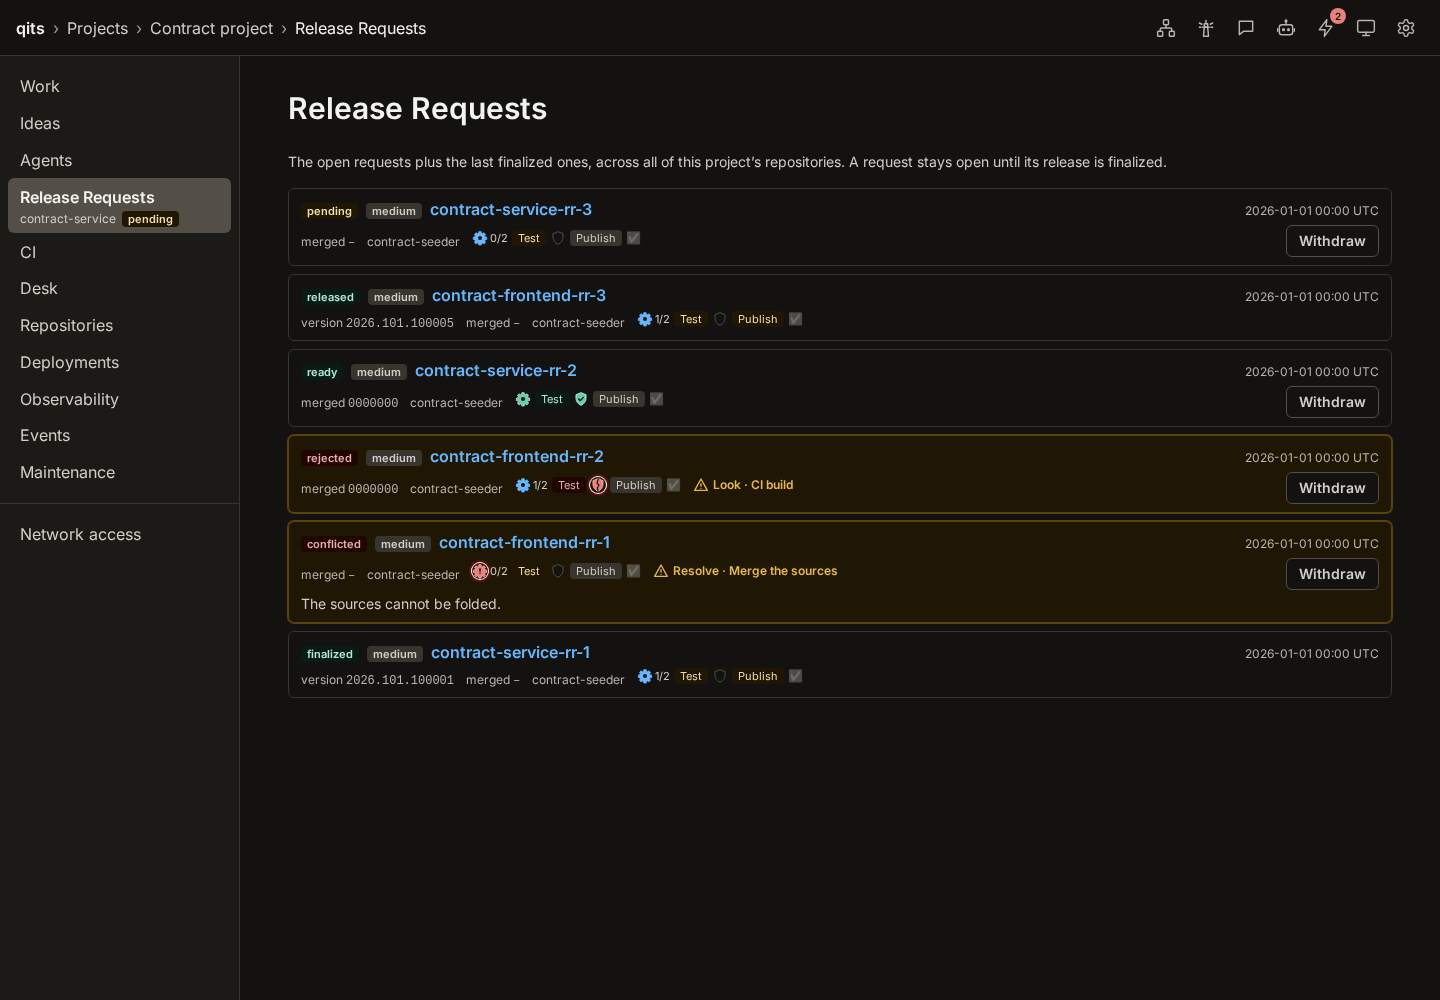 qits › Projects › Contract project › Release Requests
2
Work
Ideas
Agents
Release Requests
contract-service pending
CI
Desk
Repositories
Deployments
Observability
Events
Maintenance
Network access
Release Requests
The open requests plus the last finalized ones, across all of this project’s repositories. A request stays open until its release is finalized.
pending medium contract-service-rr-3 2026-01-01 00:00 UTC
merged – contract-seeder 0/2 Test Publish Withdraw
released medium contract-frontend-rr-3 2026-01-01 00:00 UTC
version 2026.101.100005 merged – contract-seeder 1/2 Test Publish
ready medium contract-service-rr-2 2026-01-01 00:00 UTC
merged 0000000 contract-seeder Test Publish Withdraw
rejected medium contract-frontend-rr-2 2026-01-01 00:00 UTC
merged 0000000 contract-seeder 1/2 Test Publish Look · CI build Withdraw
conflicted medium contract-frontend-rr-1 2026-01-01 00:00 UTC
merged – contract-seeder 0/2 Test Publish Resolve · Merge the sources Withdraw
The sources cannot be folded.
finalized medium contract-service-rr-1 2026-01-01 00:00 UTC
version 2026.101.100001 merged – contract-seeder 1/2 Test Publish